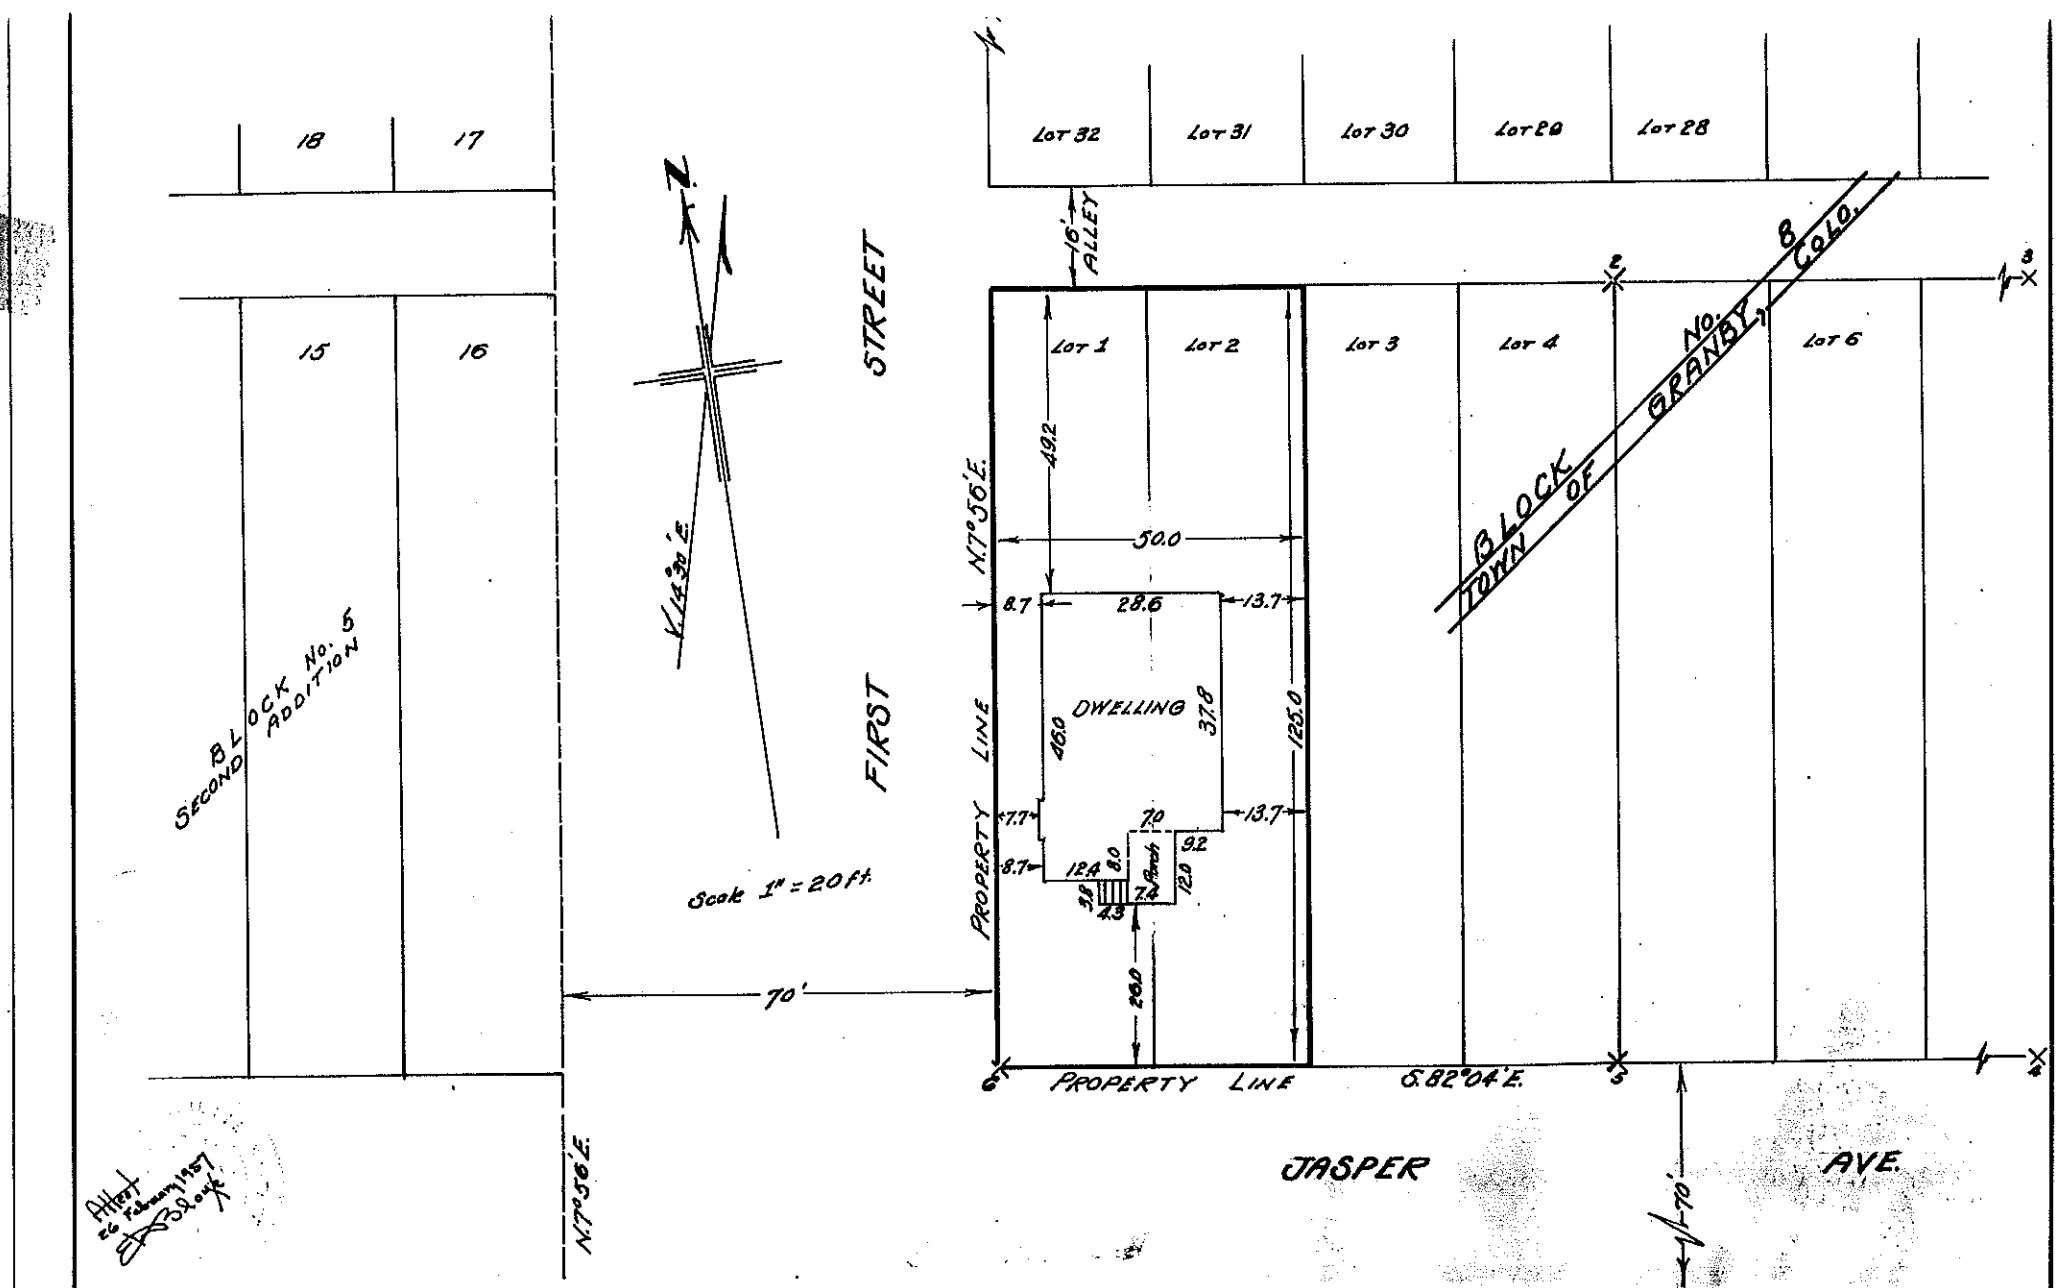 18
17
Lot 32
Lot 31
Lot 30
Lot 29
Lot 28
N.
16'
ALLEY
STREET
BLOCK No. 8
TOWN OF GRANBY, COLO.
2
3
15
16
Lot 1
Lot 2
Lot 3
Lot 4
Lot 6
49.2
N.7°56'E.
50.0
V. 14°30'E.
8.7
28.6
13.7
BLOCK No. 5
SECOND ADDITION
FIRST
PROPERTY LINE
DWELLING
46.0
37.8
125.0
7.7
7.0
13.7
9.2
8.7
12.4
8.0
Porch
12.0
3.8
7.4
4.3
Scale 1" = 20 ft.
26.0
70'
6
PROPERTY LINE
S.82°04'E.
5
4
N.7°56'E.
JASPER AVE.
70'
Attest
26 February 1957